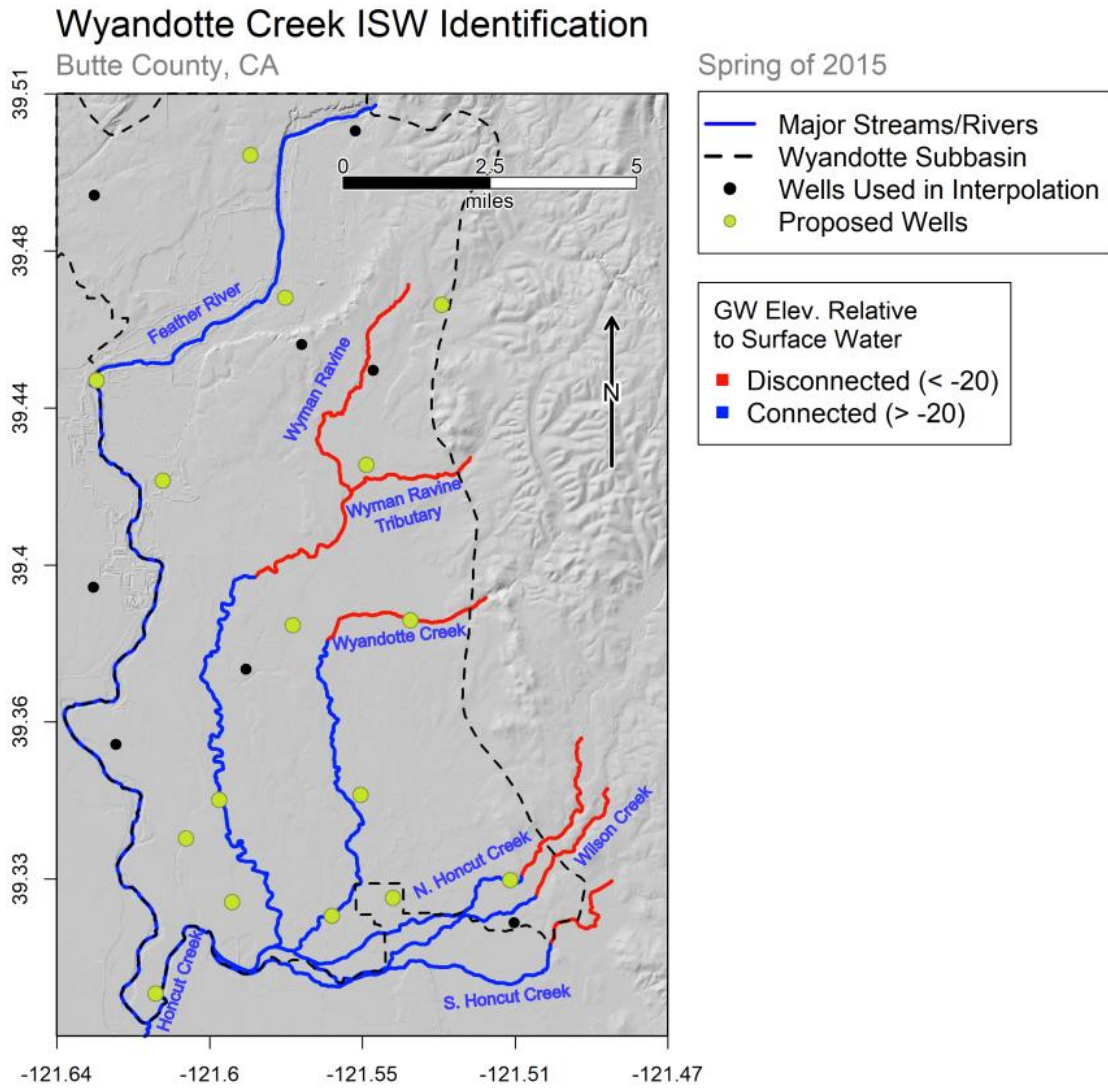 Wyandotte Creek ISW Identification
Butte County, CA
Spring of 2015
39.51
39.48
39.44
39.4
39.36
39.33
-121.64
-121.6
-121.55
-121.51
-121.47
0
2.5
5
miles
N
Feather River
Wyman Ravine
Wyman Ravine
Tributary
Wyandotte Creek
N. Honcut Creek
Wilson Creek
S. Honcut Creek
Honcut Creek
Major Streams/Rivers
Wyandotte Subbasin
Wells Used in Interpolation
Proposed Wells
GW Elev. Relative
to Surface Water
Disconnected (< -20)
Connected (> -20)